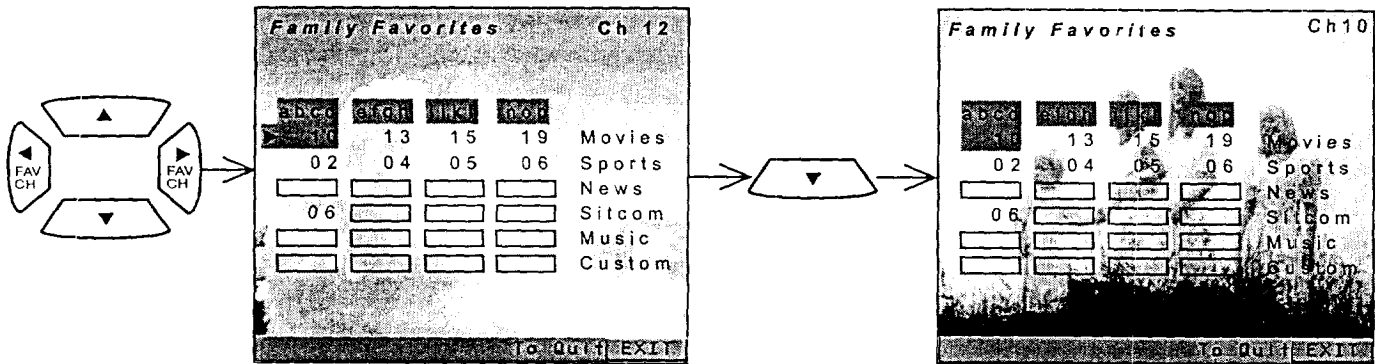 FAV
CH
FAV
CH
Family Favorites Ch 12
abcd efgh ijkl nop
10 13 15 19 Movies
02 04 05 06 Sports
News
06 Sitcom
Music
Custom
To Quit EXIT
Family Favorites Ch10
abcd efgh ijkl nop
10 13 15 19 Movies
02 04 05 06 Sports
News
06 Sitcom
Music
Custom
To Quit EXIT